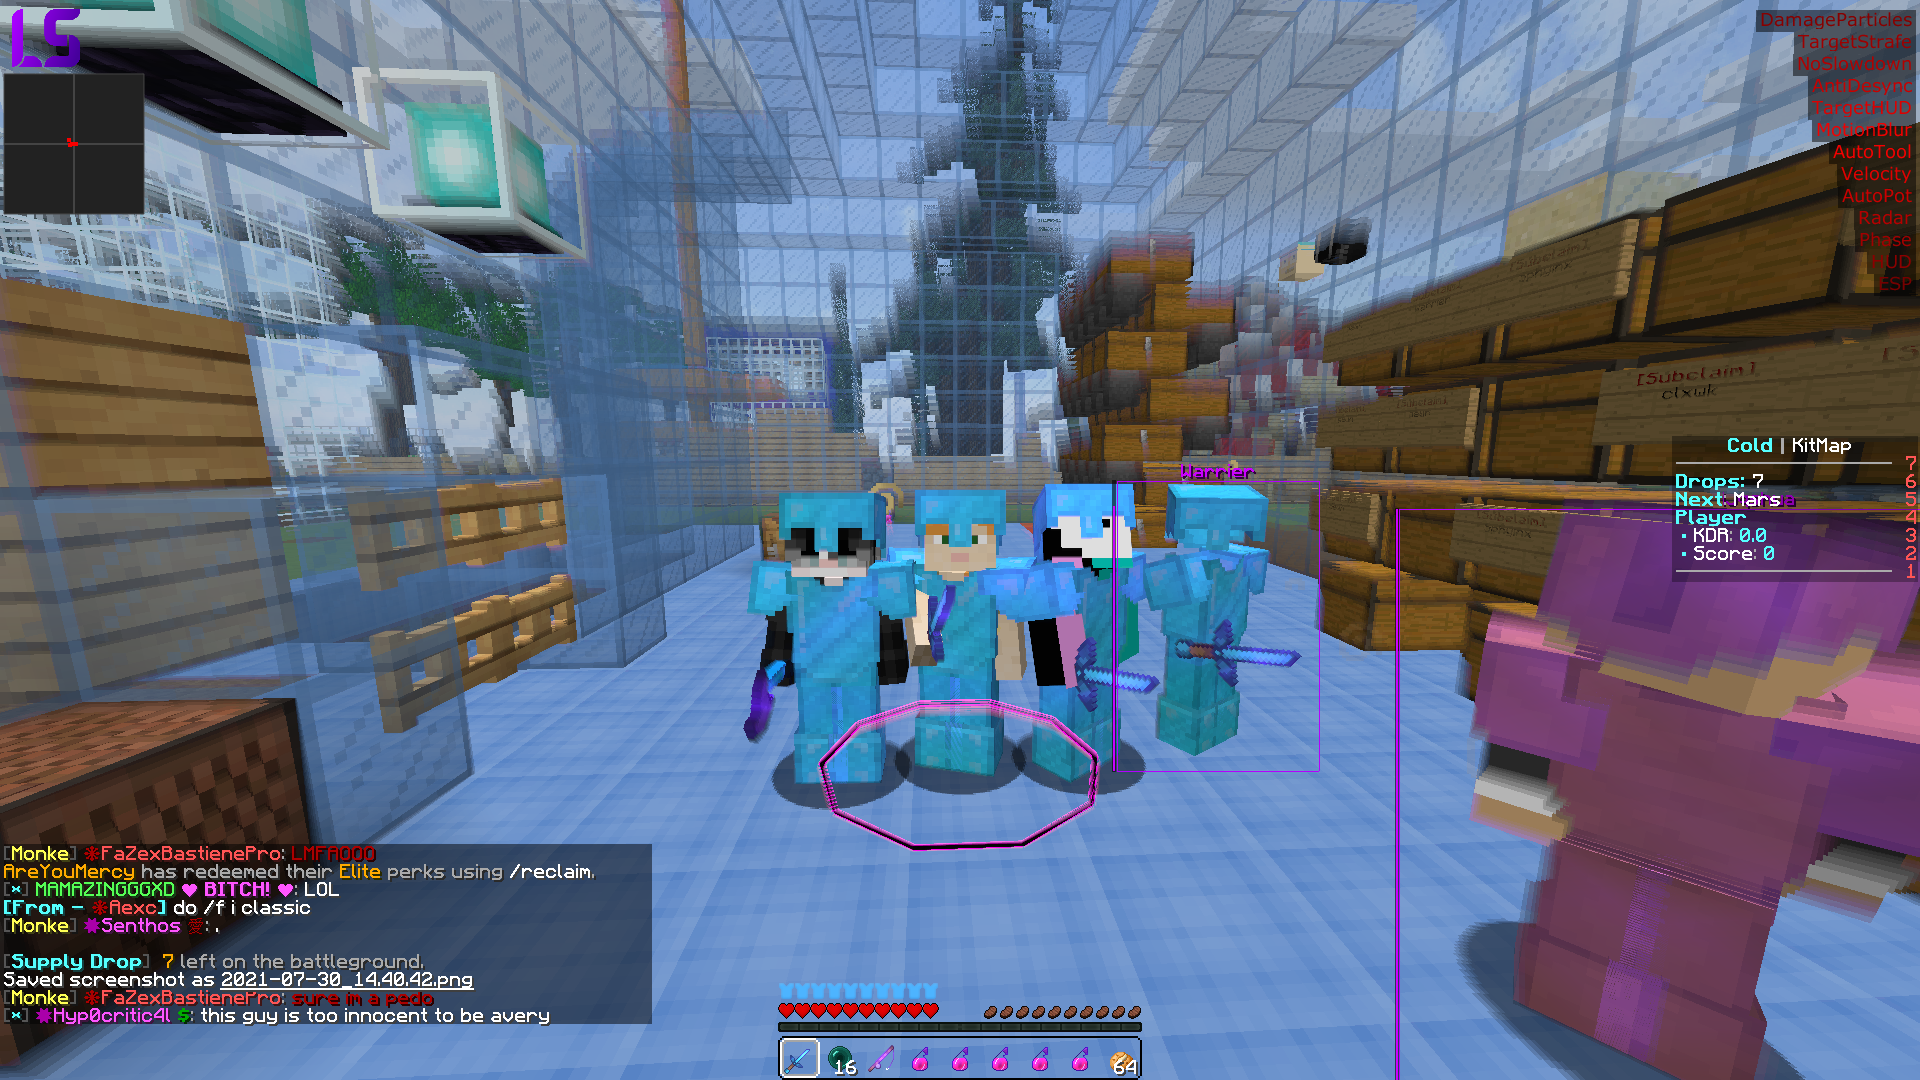 LS
DamageParticles
TargetStrafe
NoSlowdown
AntiDesync
TargetHUD
MotionBlur
AutoTool
Velocity
AutoPot
Radar
Phase
HUD
ESP
[Subclaim]
clxwk
Warrior
Cold | KitMap
7
Drops: 7
6
Next: Mars
5
Player
4
• KDR: 0.0
3
• Score: 0
2
1
[Monke] FaZexBastienePro: LMFAOOO
AreYouMercy has redeemed their Elite perks using /reclaim.
[×] MAMAZINGGGXD ♥ BITCH! ♥: LOL
[From - Aexc] do /f i classic
[Monke] Senthos : .
[Supply Drop] 7 left on the battleground.
Saved screenshot as 2021-07-30_14.40.42.png
[Monke] FaZexBastienePro: sure im a pedo
[×] Hyp0critic4l $: this guy is too innocent to be avery
16
64